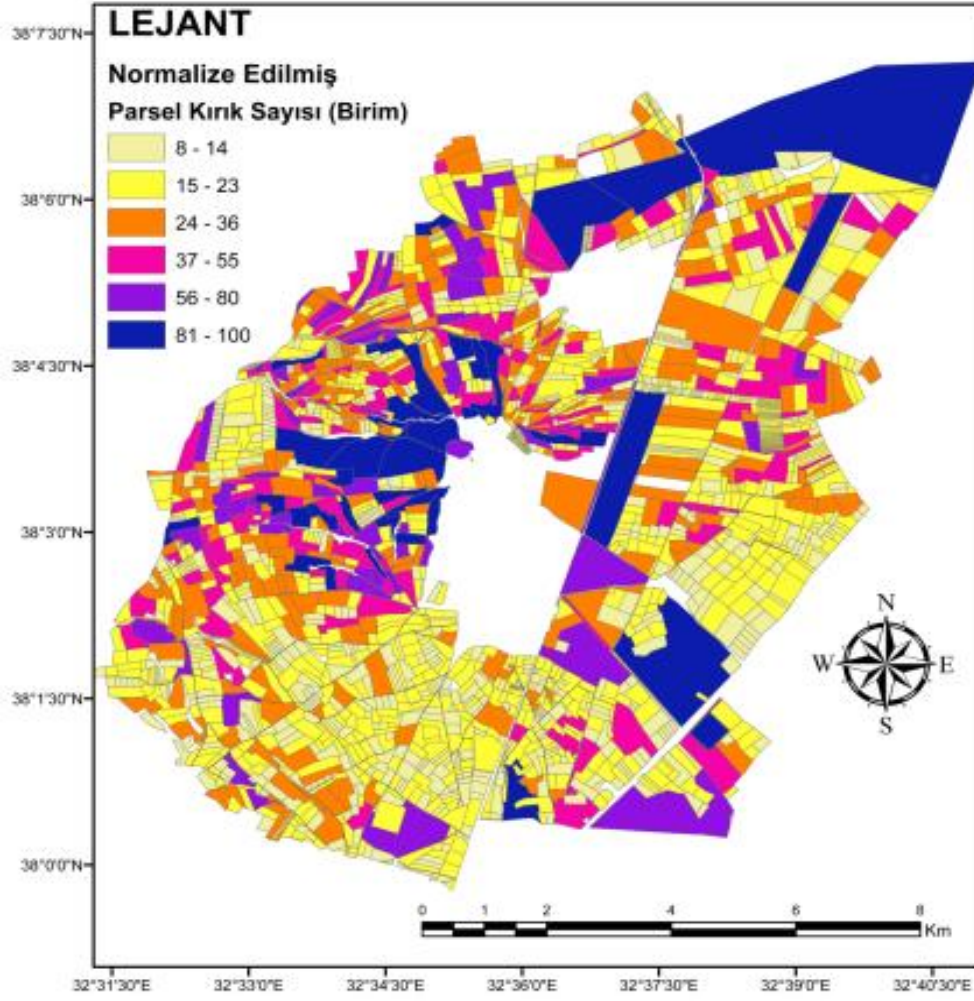 LEJANT
Normalize Edilmiş
Parsel Kırık Sayısı (Birim)
8 - 14
15 - 23
24 - 36
37 - 55
56 - 80
81 - 100
38°7'30"N
38°6'0"N
38°4'30"N
38°3'0"N
38°1'30"N
38°0'0"N
N
W E
S
0 1 2 4 6 8
Km
32°31'30"E 32°33'0"E 32°34'30"E 32°36'0"E 32°37'30"E 32°39'0"E 32°40'30"E